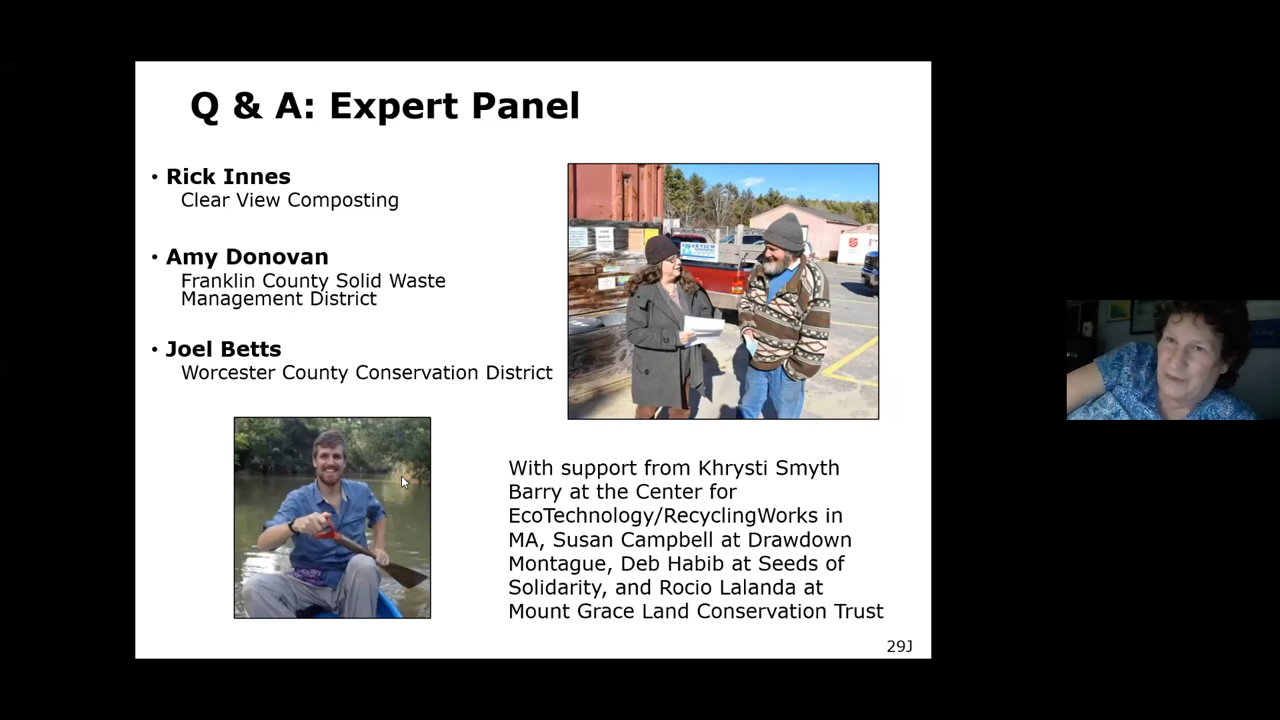 Q & A: Expert Panel
• Rick Innes
Clear View Composting
• Amy Donovan
Franklin County Solid Waste
Management District
• Joel Betts
Worcester County Conservation District
CLEAR VIEW
With support from Khrysti Smyth
Barry at the Center for
EcoTechnology/RecyclingWorks in
MA, Susan Campbell at Drawdown
Montague, Deb Habib at Seeds of
Solidarity, and Rocio Lalanda at
Mount Grace Land Conservation Trust
29J